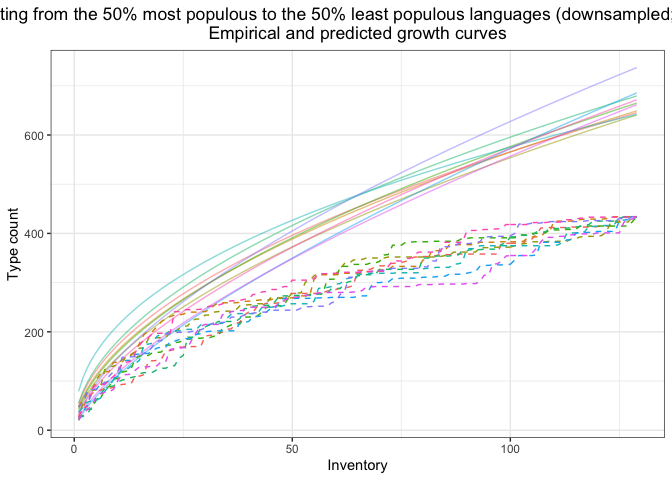 ting from the 50% most populous to the 50% least populous languages (downsampled
Empirical and predicted growth curves
600
400
200
0
Type count
0 50 100
Inventory